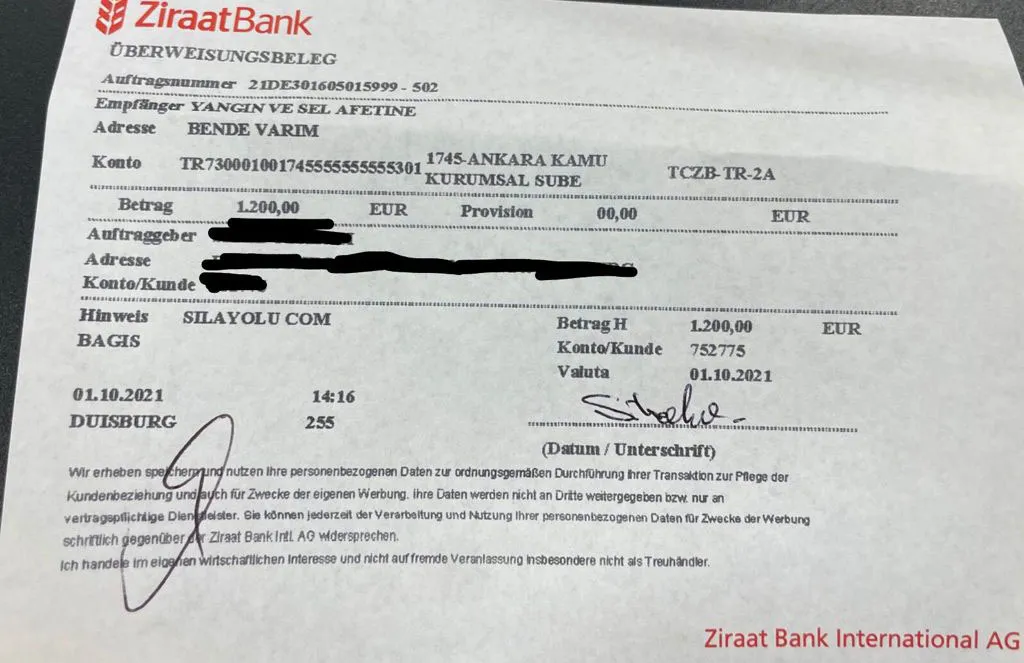 ZiraatBank
ÜBERWEISUNGSBELEG
Auftragsnummer 21DE301605015999 - 502
Empfänger YANGIN VE SEL AFETINE
Adresse BENDE VARIM
Konto TR730001001745555555555301 1745-ANKARA KAMU KURUMSAL SUBE TCZB-TR-2A
Betrag 1.200,00 EUR Provision 00,00 EUR
Auftraggeber
Adresse
Konto/Kunde
Hinweis SILAYOLU COM
BAGIS
Betrag H 1.200,00 EUR
Konto/Kunde 752775
Valuta 01.10.2021
01.10.2021 14:16
DUISBURG 255
(Datum / Unterschrift)
Wir erheben speichern und nutzen Ihre personenbezogenen Daten zur ordnungsgemäßen Durchführung Ihrer Transaktion zur Pflege der
Kundenbeziehung und auch für Zwecke der eigenen Werbung. Ihre Daten werden nicht an Dritte weitergegeben bzw. nur an
vertragspflichtige Dienstleister. Sie können jederzeit der Verarbeitung und Nutzung Ihrer personenbezogenen Daten für Zwecke der Werbung
schriftlich gegenüber der Ziraat Bank Intl. AG widersprechen.
Ich handele im eigenen wirtschaftlichen Interesse und nicht auf fremde Veranlassung insbesondere nicht als Treuhändler.
Ziraat Bank International AG